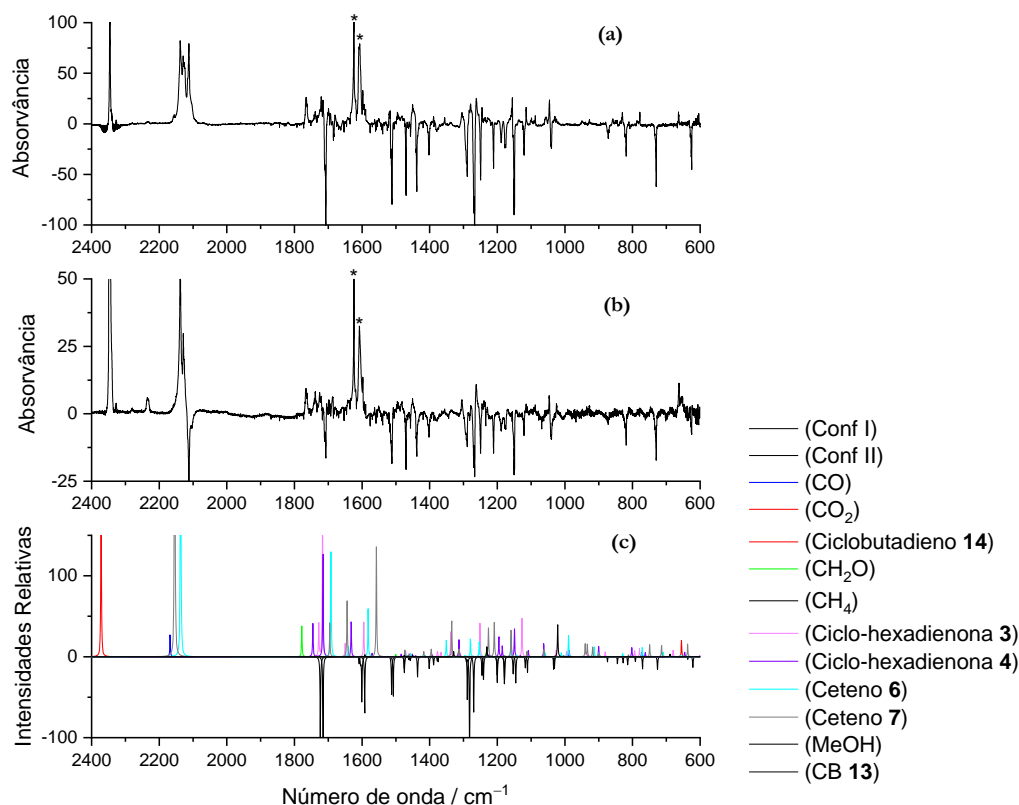 (a)
*
*
Absorvância
100
50
0
-50
-100
2400 2200 2000 1800 1600 1400 1200 1000 800 600
(b)
*
*
Absorvância
50
25
0
-25
2400 2200 2000 1800 1600 1400 1200 1000 800 600
(c)
Intensidades Relativas
100
0
-100
2400 2200 2000 1800 1600 1400 1200 1000 800 600
Número de onda / cm⁻¹
(Conf I)
(Conf II)
(CO)
(CO₂)
(Ciclobutadieno 14)
(CH₂O)
(CH₄)
(Ciclo-hexadienona 3)
(Ciclo-hexadienona 4)
(Ceteno 6)
(Ceteno 7)
(MeOH)
(CB 13)